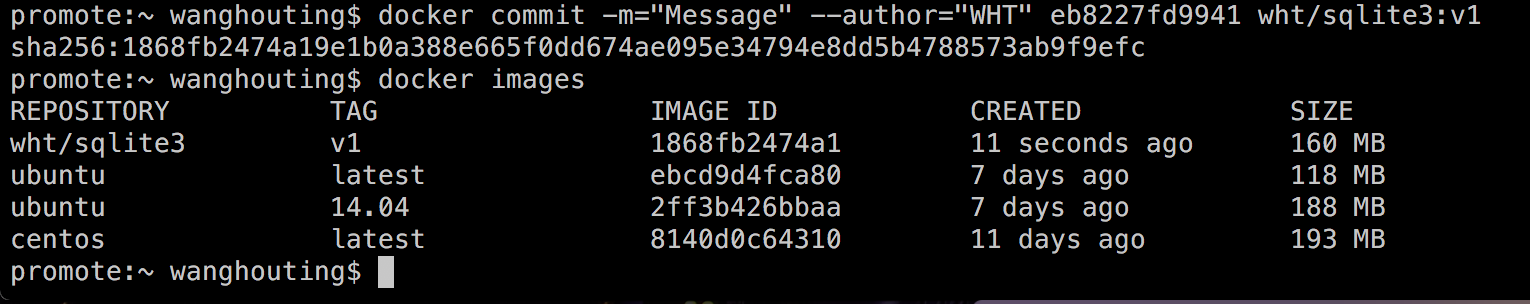 promote:~ wanghouting$ docker commit -m="Message" --author="WHT" eb8227fd9941 wht/sqlite3:v1
sha256:1868fb2474a19e1b0a388e665f0dd674ae095e34794e8dd5b4788573ab9f9efc
promote:~ wanghouting$ docker images
REPOSITORY          TAG                 IMAGE ID            CREATED             SIZE
wht/sqlite3         v1                  1868fb2474a1        11 seconds ago      160 MB
ubuntu              latest              ebcd9d4fca80        7 days ago          118 MB
ubuntu              14.04               2ff3b426bbaa        7 days ago          188 MB
centos              latest              8140d0c64310        11 days ago         193 MB
promote:~ wanghouting$